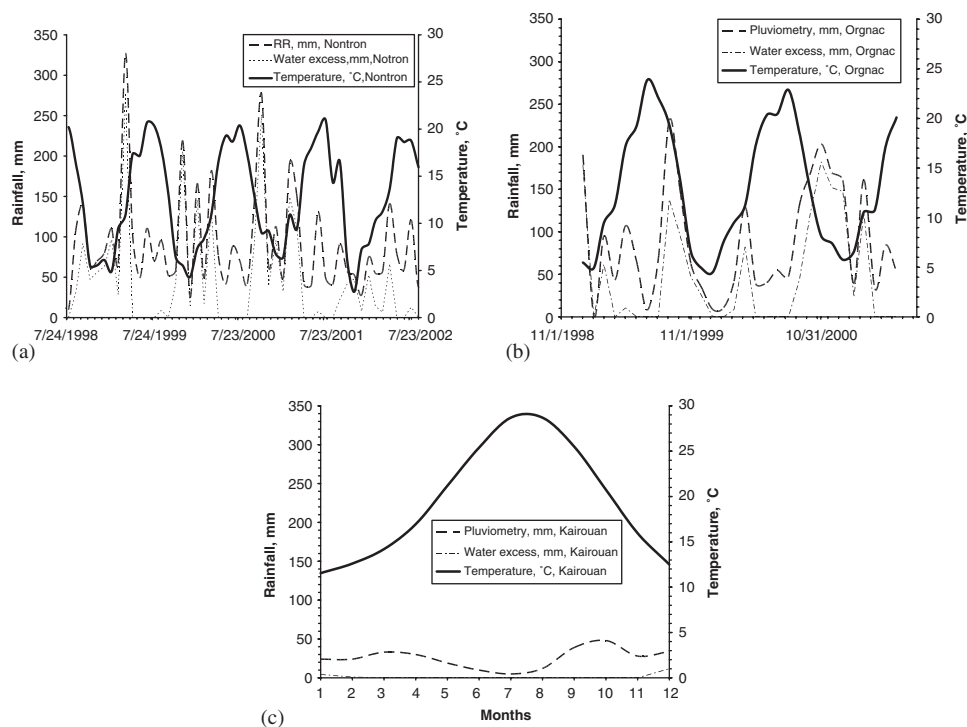 350
300
250
200
150
100
50
0
Rainfall, mm
30
25
20
15
10
5
0
Temperature, °C
RR, mm, Nontron
Water excess,mm,Notron
Temperature, °C,Nontron
7/24/1998 7/24/1999 7/23/2000 7/23/2001 7/23/2002
(a)
350
300
250
200
150
100
50
0
Rainfall, mm
30
25
20
15
10
5
0
Temperature, °C
Pluviometry, mm, Orgnac
Water excess, mm, Orgnac
Temperature, °C, Orgnac
11/1/1998 11/1/1999 10/31/2000
(b)
350
300
250
200
150
100
50
0
Rainfall, mm
30
25
20
15
10
5
0
Temperature, °C
Pluviometry, mm, Kairouan
Water excess, mm, Kairouan
Temperature, °C, Kairouan
1 2 3 4 5 6 7 8 9 10 11 12
Months
(c)